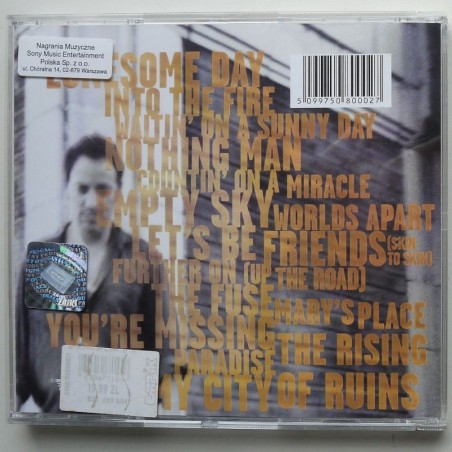 Nagrania Muzyczne
Sony Music Entertainment
Polska Sp. z o.o.
ul. Chóralna 14, 02-879 Warszawa
5 099750 800027
LONESOME DAY
INTO THE FIRE
WAITIN' ON A SUNNY DAY
NOTHING MAN
COUNTIN' ON A MIRACLE
EMPTY SKY WORLDS APART
LET'S BE FRIENDS (SKIN TO SKIN)
FURTHER ON (UP THE ROAD)
THE FUSE
MARY'S PLACE
YOU'RE MISSING
THE RISING
PARADISE
MY CITY OF RUINS
ZŁ